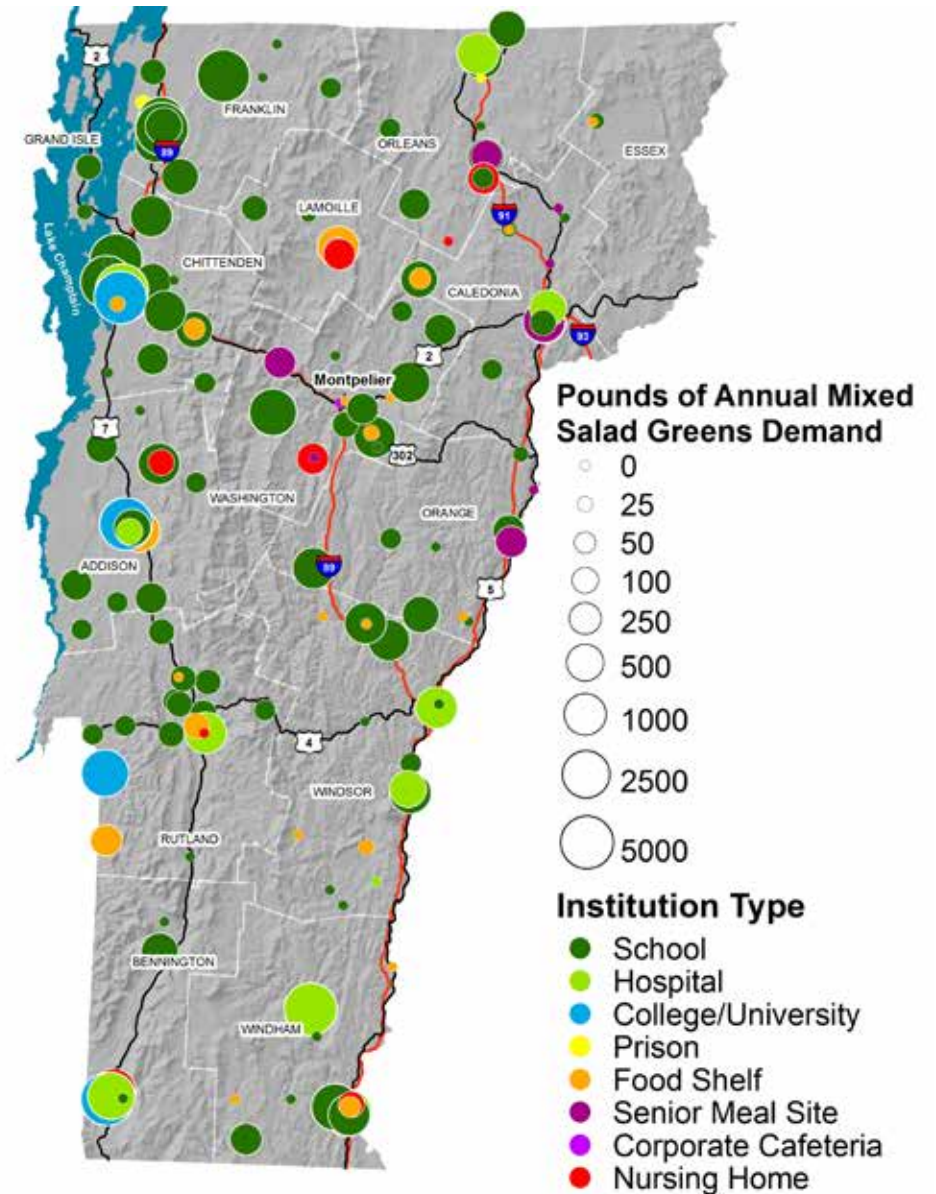 2
FRANKLIN
GRAND ISLE
89
ORLEANS
ESSEX
LAMOILLE
91
Lake Champlain
CHITTENDEN
CALEDONIA
93
2
Montpelier
7
302
WASHINGTON
ORANGE
ADDISON
89
5
4
WINDSOR
RUTLAND
BENNINGTON
WINDHAM
Pounds of Annual Mixed
Salad Greens Demand
0
25
50
100
250
500
1000
2500
5000
Institution Type
School
Hospital
College/University
Prison
Food Shelf
Senior Meal Site
Corporate Cafeteria
Nursing Home